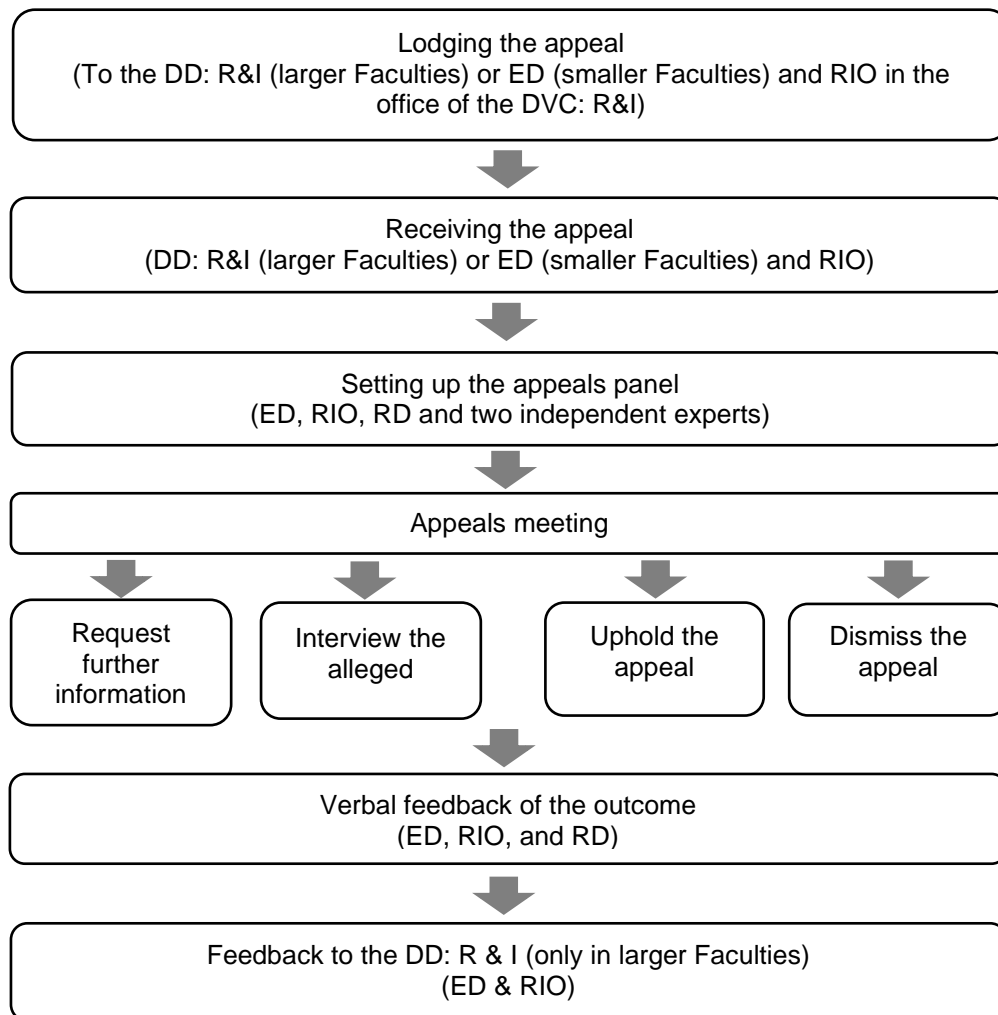 Lodging the appeal
(To the DD: R&I (larger Faculties) or ED (smaller Faculties) and RIO in the
office of the DVC: R&I)
Receiving the appeal
(DD: R&I (larger Faculties) or ED (smaller Faculties) and RIO)
Setting up the appeals panel
(ED, RIO, RD and two independent experts)
Appeals meeting
Request
further
information
Interview the
alleged
Uphold the
appeal
Dismiss the
appeal
Verbal feedback of the outcome
(ED, RIO, and RD)
Feedback to the DD: R & I (only in larger Faculties)
(ED & RIO)